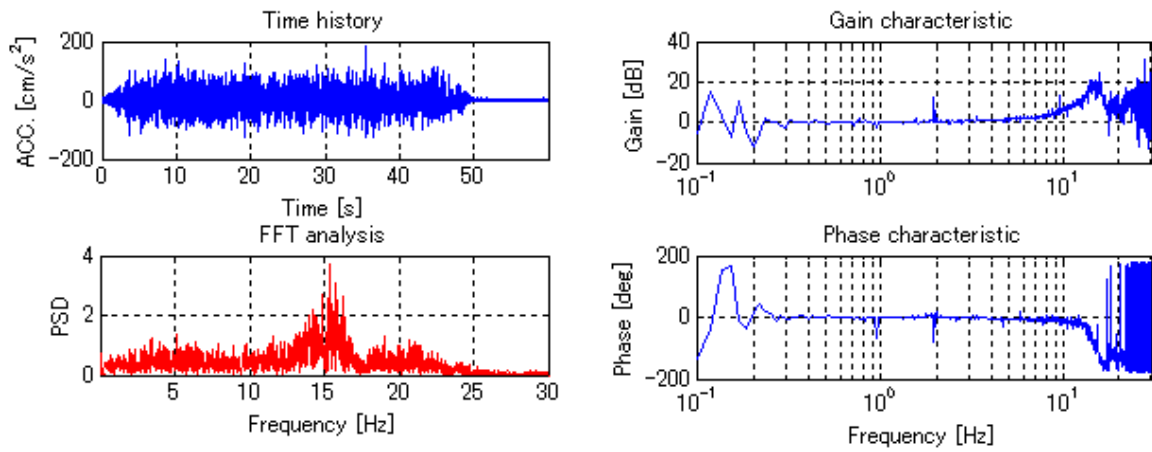 Time history
ACC. [cm/s²]
200
0
−200
0 10 20 30 40 50
Time [s]
Gain characteristic
Gain [dB]
40
20
0
−20
10⁻¹ 10⁰ 10¹
FFT analysis
PSD
4
2
0
5 10 15 20 25 30
Frequency [Hz]
Phase characteristic
Phase [deg]
200
0
−200
10⁻¹ 10⁰ 10¹
Frequency [Hz]